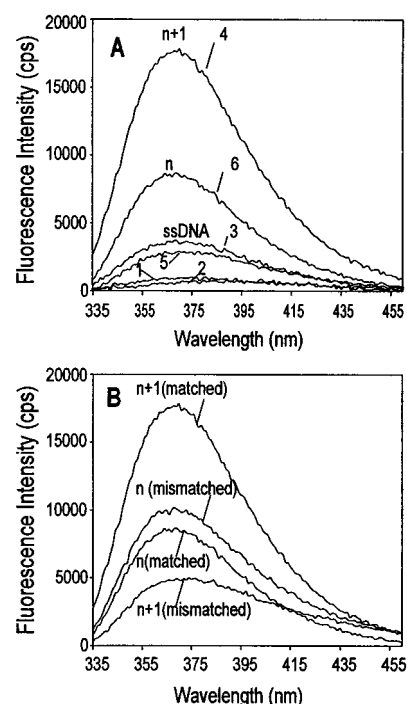 A
Fluorescence Intensity (cps)
20000
15000
10000
5000
0
n+1
4
n
6
ssDNA
3
1
5
2
335 355 375 395 415 435 455
Wavelength (nm)
B
Fluorescence Intensity (cps)
20000
15000
10000
5000
0
n+1(matched)
n (mismatched)
n(matched)
n+1(mismatched)
335 355 375 395 415 435 455
Wavelength (nm)